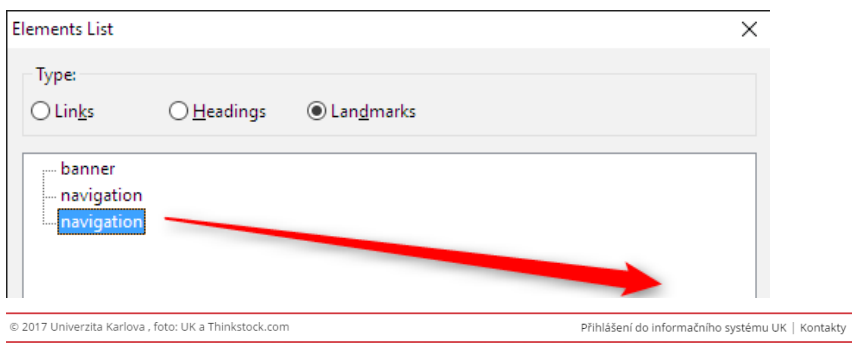 Elements List
Type:
Links Headings Landmarks
banner
navigation
navigation
© 2017 Univerzita Karlova , foto: UK a Thinkstock.com Přihlášení do informačního systému UK | Kontakty